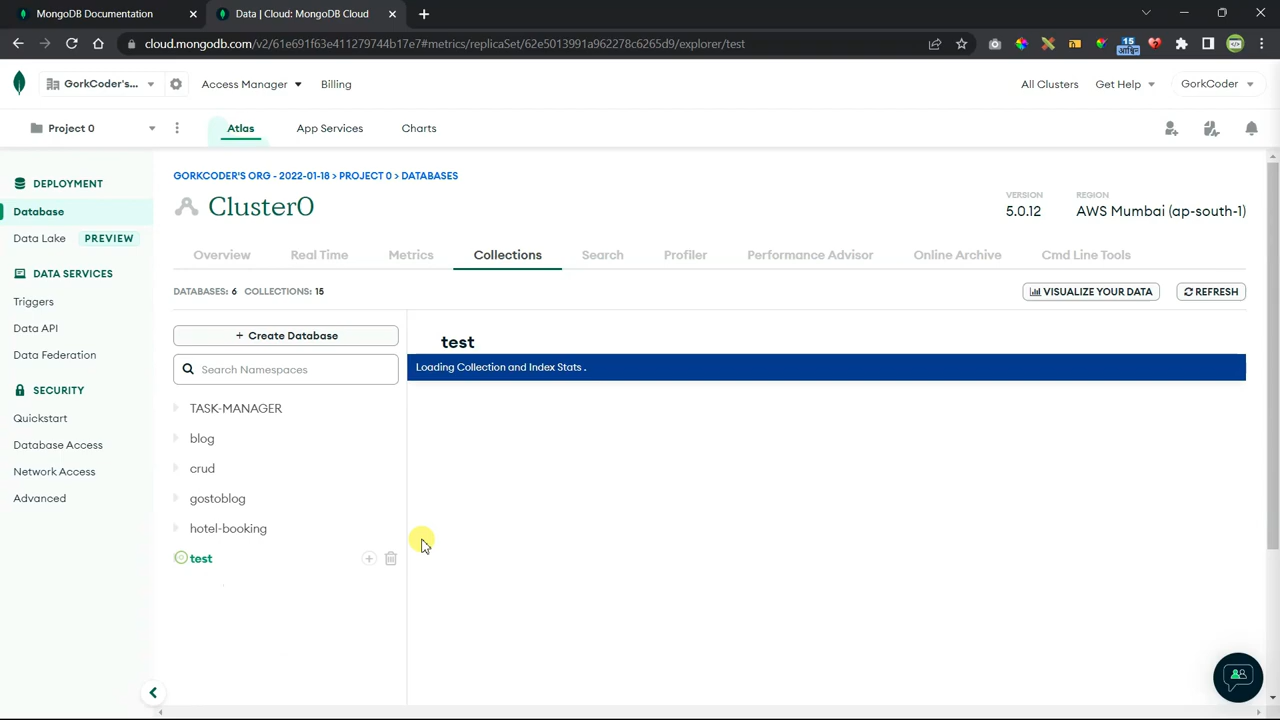 MongoDB Documentation
Data | Cloud: MongoDB Cloud
cloud.mongodb.com/v2/61e691f63e411279744b17e7#metrics/replicaSet/62e5013991a962278c6265d9/explorer/test
15
GorkCoder's...
Access Manager
Billing
All Clusters
Get Help
GorkCoder
Project 0
Atlas
App Services
Charts
DEPLOYMENT
Database
Data Lake PREVIEW
DATA SERVICES
Triggers
Data API
Data Federation
SECURITY
Quickstart
Database Access
Network Access
Advanced
GORKCODER'S ORG - 2022-01-18 > PROJECT 0 > DATABASES
Cluster0
VERSION
5.0.12
REGION
AWS Mumbai (ap-south-1)
Overview
Real Time
Metrics
Collections
Search
Profiler
Performance Advisor
Online Archive
Cmd Line Tools
DATABASES: 6 COLLECTIONS: 15
VISUALIZE YOUR DATA
REFRESH
+ Create Database
Search Namespaces
TASK-MANAGER
blog
crud
gostoblog
hotel-booking
test
test
Loading Collection and Index Stats .